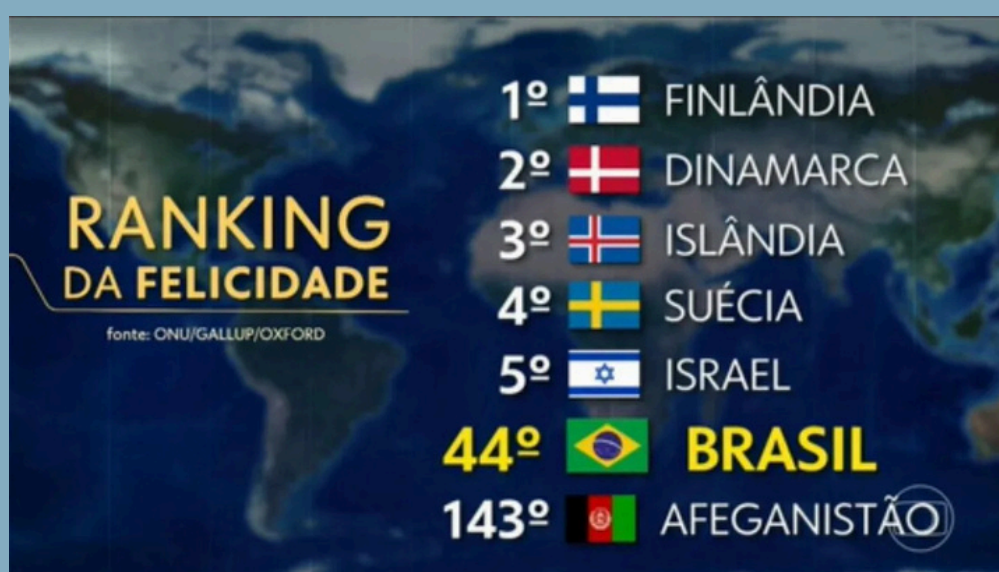 RANKING
DA FELICIDADE
fonte: ONU/GALLUP/OXFORD
1º FINLÂNDIA
2º DINAMARCA
3º ISLÂNDIA
4º SUÉCIA
5º ISRAEL
44º BRASIL
143º AFEGANISTÃO